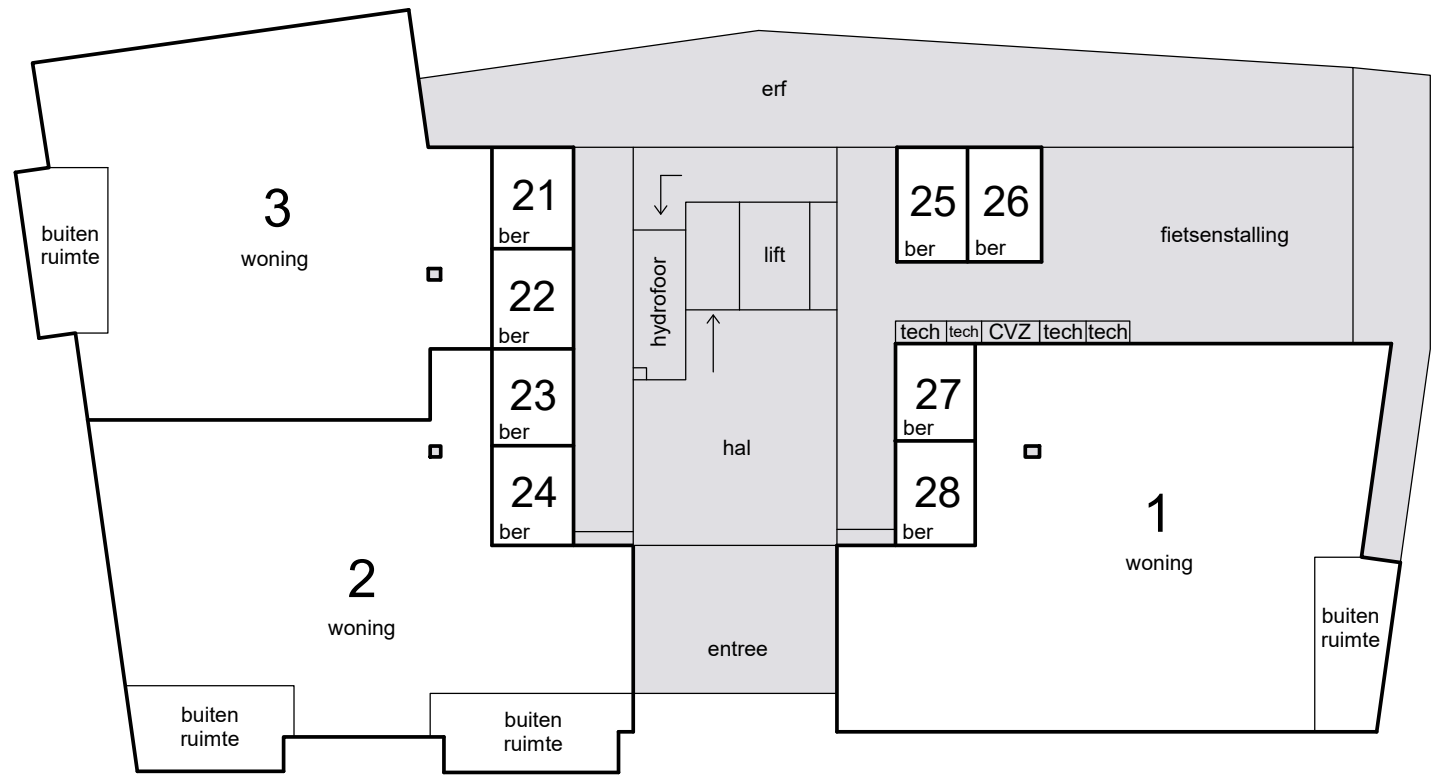 erf
3
woning
buiten
ruimte
21
ber
22
ber
23
ber
24
ber
hydrofoor
lift
hal
25
ber
26
ber
fietsenstalling
tech
tech
CVZ
tech
tech
27
ber
28
ber
1
woning
buiten
ruimte
2
woning
entree
buiten
ruimte
buiten
ruimte